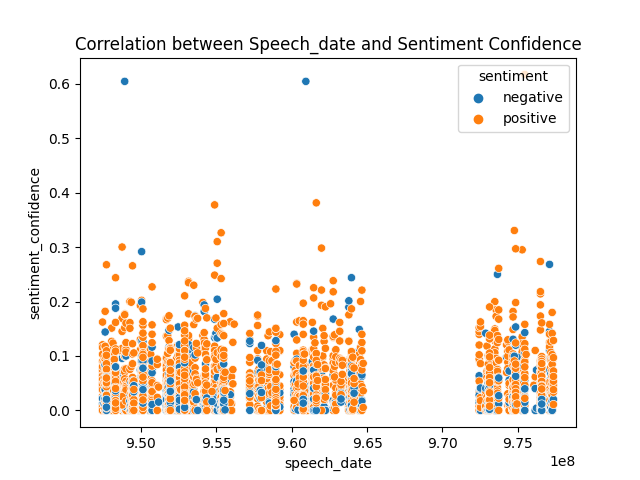 Correlation between Speech_date and Sentiment Confidence
sentiment_confidence
0.6
0.5
0.4
0.3
0.2
0.1
0.0
sentiment
negative
positive
9.50
9.55
9.60
9.65
9.70
9.75
1e8
speech_date